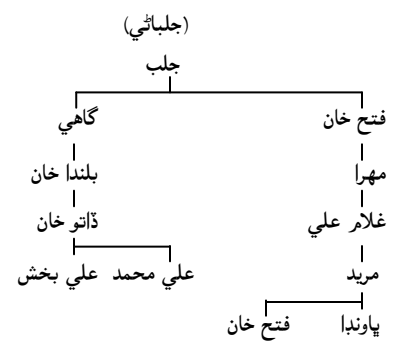 (جلباڻي)
جلب
فتح خان گاهي
مهرا بلندا خان
غلام علي ڏاتو خان
مريد علي محمد علي بخش
پاوندا فتح خان